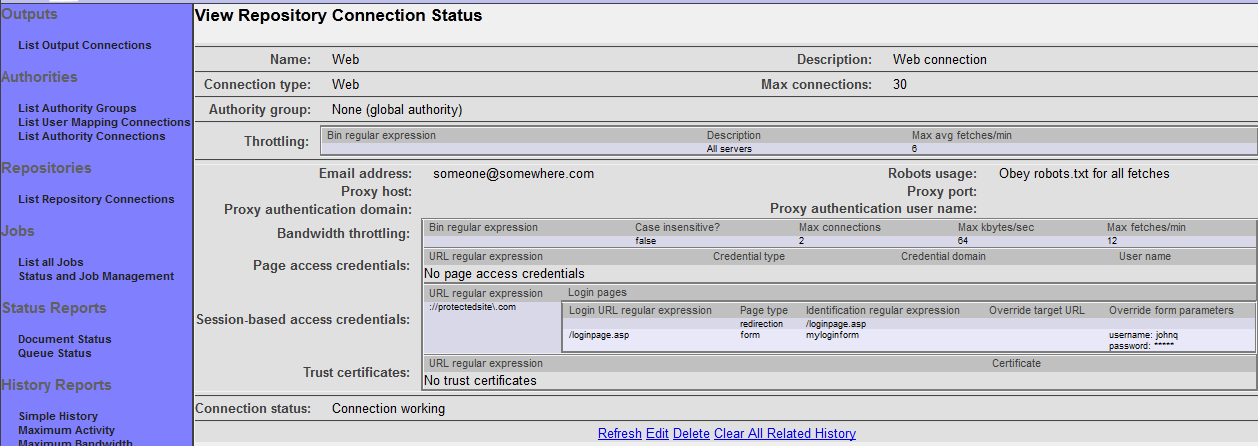 Outputs
List Output Connections
Authorities
List Authority Groups
List User Mapping Connections
List Authority Connections
Repositories
List Repository Connections
Jobs
List all Jobs
Status and Job Management
Status Reports
Document Status
Queue Status
History Reports
Simple History
Maximum Activity
Maximum Bandwidth
View Repository Connection Status
Name: Web Description: Web connection
Connection type: Web Max connections: 30
Authority group: None (global authority)
Throttling:
Bin regular expression Description Max avg fetches/min
All servers 6
Email address: someone@somewhere.com Robots usage: Obey robots.txt for all fetches
Proxy host: Proxy port:
Proxy authentication domain: Proxy authentication user name:
Bandwidth throttling:
Bin regular expression Case insensitive? Max connections Max kbytes/sec Max fetches/min
false 2 64 12
Page access credentials:
URL regular expression Credential type Credential domain User name
No page access credentials
Session-based access credentials:
URL regular expression Login pages
://protectedsite\.com
Login URL regular expression Page type Identification regular expression Override target URL Override form parameters
redirection /loginpage.asp
/loginpage.asp form myloginform username: johnq
password: *****
Trust certificates:
URL regular expression Certificate
No trust certificates
Connection status: Connection working
Refresh Edit Delete Clear All Related History